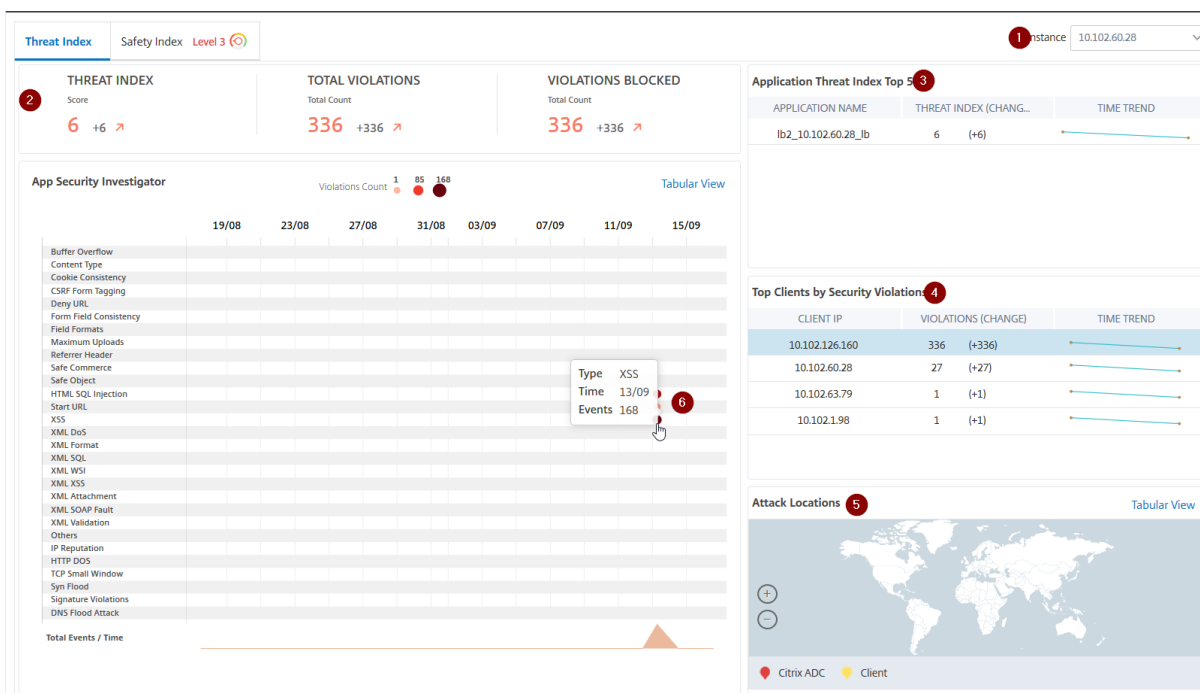 Threat Index
Safety Index Level 3
1 nstance 10.102.60.28
THREAT INDEX
Score
2
6 +6
TOTAL VIOLATIONS
Total Count
336 +336
VIOLATIONS BLOCKED
Total Count
336 +336
Application Threat Index Top 5 3
APPLICATION NAME THREAT INDEX (CHANG... TIME TREND
lb2_10.102.60.28_lb 6 (+6)
App Security Investigator
Violations Count 1 85 168
Tabular View
19/08 23/08 27/08 31/08 03/09 07/09 11/09 15/09
Buffer Overflow
Content Type
Cookie Consistency
CSRF Form Tagging
Deny URL
Form Field Consistency
Field Formats
Maximum Uploads
Referrer Header
Safe Commerce
Safe Object
HTML SQL Injection
Start URL
XSS
XML DoS
XML Format
XML SQL
XML WSI
XML XSS
XML Attachment
XML SOAP Fault
XML Validation
Others
IP Reputation
HTTP DOS
TCP Small Window
Syn Flood
Signature Violations
DNS Flood Attack
Total Events / Time
Type XSS
Time 13/09
Events 168
6
Top Clients by Security Violations 4
CLIENT IP VIOLATIONS (CHANGE) TIME TREND
10.102.126.160 336 (+336)
10.102.60.28 27 (+27)
10.102.63.79 1 (+1)
10.102.1.98 1 (+1)
Attack Locations 5
Tabular View
+
−
Citrix ADC Client